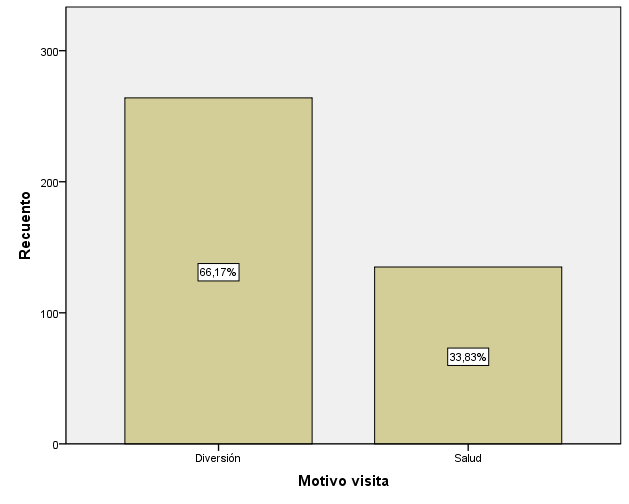 300
200
100
0
Recuento
66,17%
33,83%
Diversión
Salud
Motivo visita